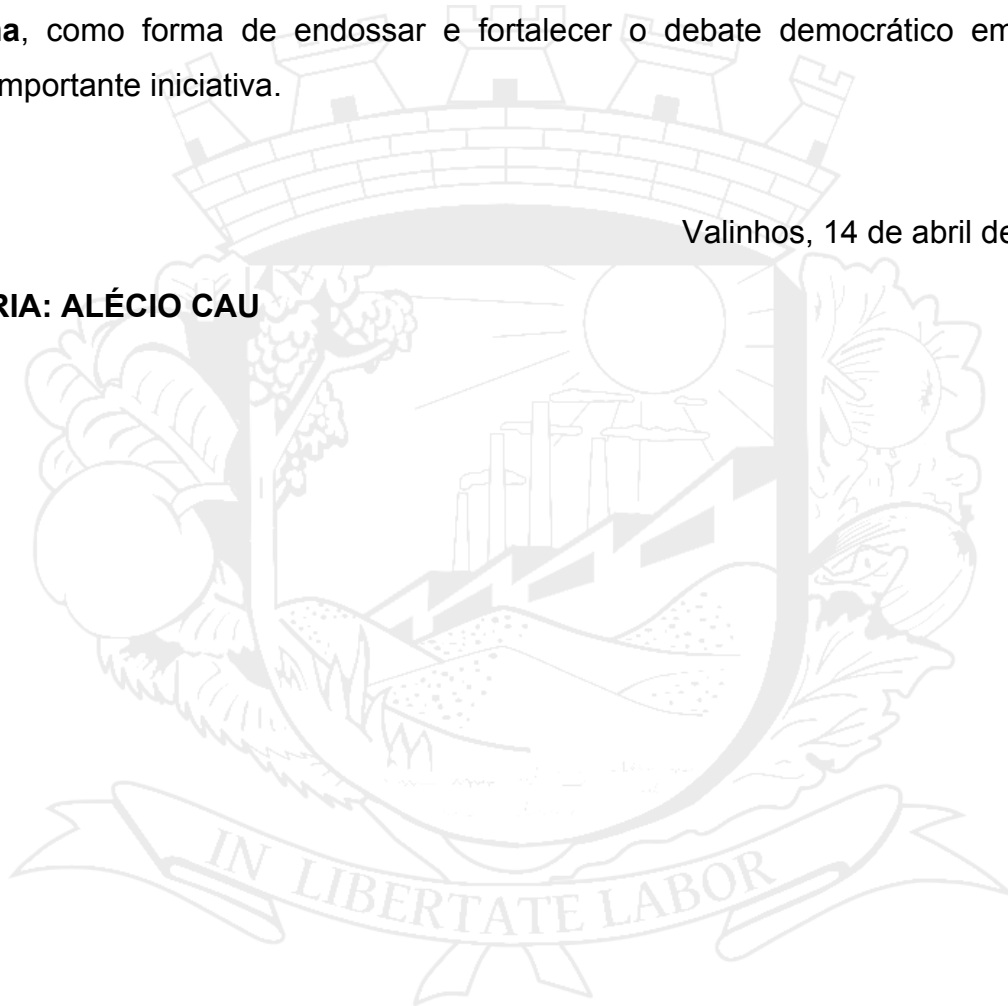 na, como forma de endossar e fortalecer o debate democrático em
mportante iniciativa.
Valinhos, 14 de abril de
RIA: ALÉCIO CAU
IN LIBERTATE LABOR